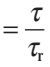 = τ / τ_r